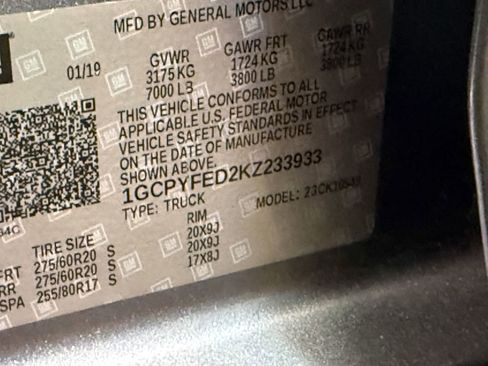 MFD BY GENERAL MOTORS LLC
01/19
GVWR GAWR FRT GAWR RR
3175 KG 1724 KG 1724 KG
7000 LB 3800 LB 3800 LB
THIS VEHICLE CONFORMS TO ALL
APPLICABLE U.S. FEDERAL MOTOR
VEHICLE SAFETY STANDARDS IN EFFECT
ON THE DATE OF MANUFACTURE
SHOWN ABOVE.
1GCPYFED2KZ233933
TYPE: TRUCK MODEL:
64C
TIRE SIZE RIM
FRT 275/60R20 S 20X9J
RR 275/60R20 S 20X9J
SPA 255/80R17 S 17X8J